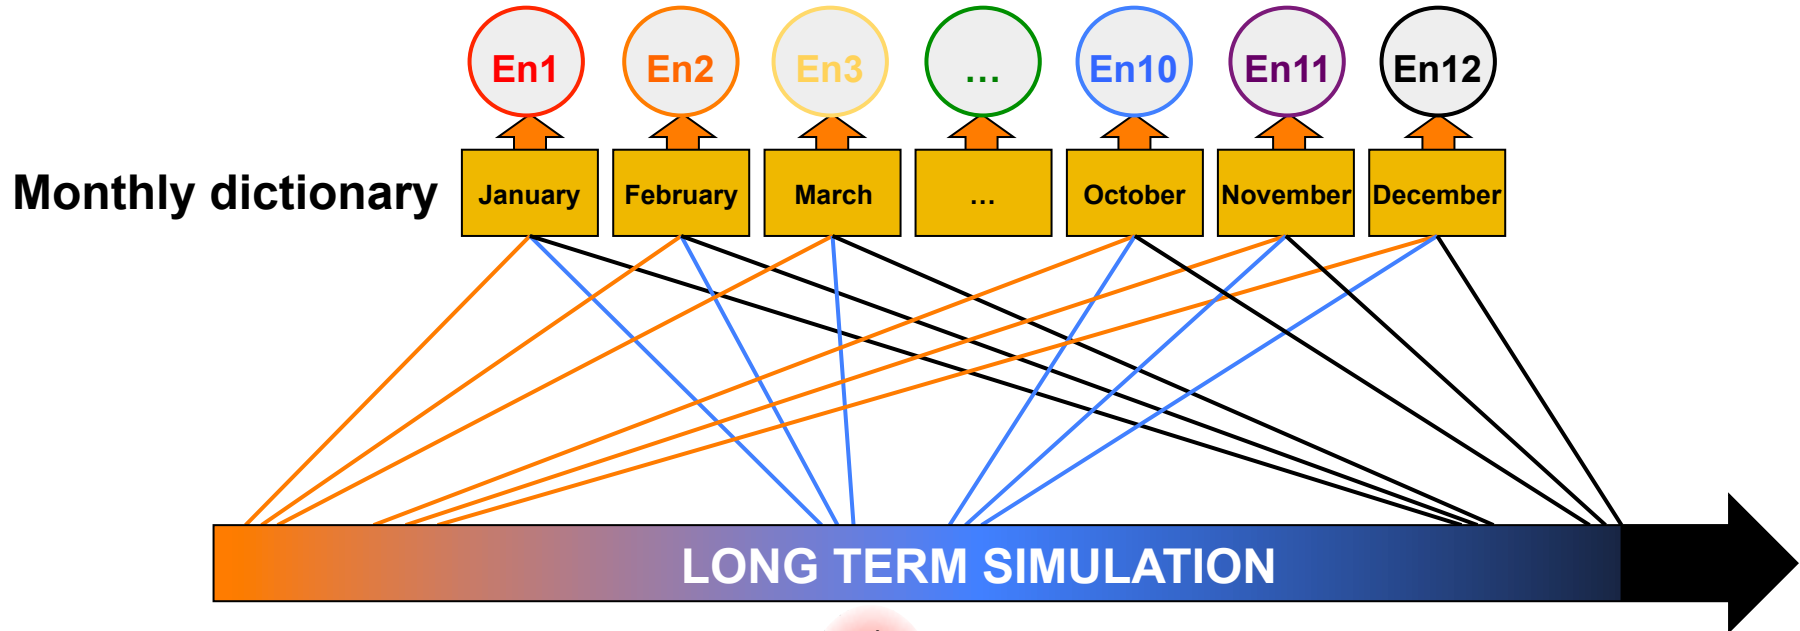 En1 En2 En3 ... En10 En11 En12
Monthly dictionary January February March ... October November December
LONG TERM SIMULATION